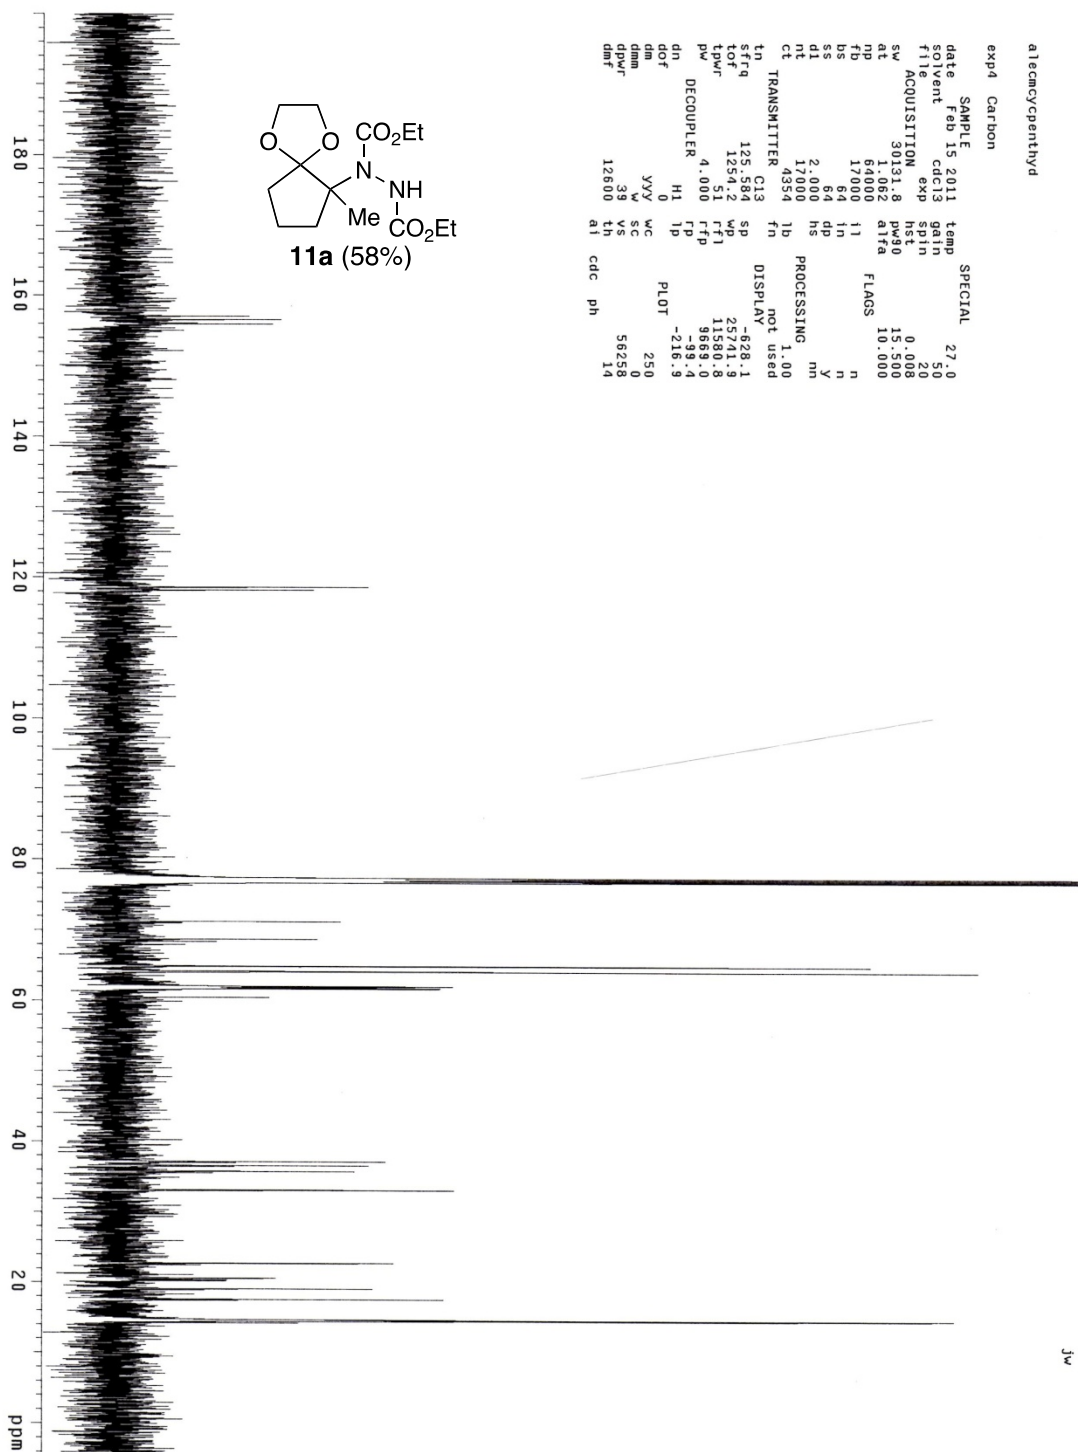 alecmcycpenthyd
exp4 Carbon
SAMPLE
date Feb 15 2011
solvent cdcl3
file exp
ACQUISITION
sw 30131.8
at 1.062
np 64000
fb 17000
bs 64
ss 64
d1 2.000
nt 17000
ct 4354
TRANSMITTER
tn C13
sfrq 125.584
tof 1254.2
tpwr 51
pw 4.000
DECOUPLER
dn H1
dof 0
dm yyy
dmm w
dpwr 39
dmf 12600
SPECIAL
temp 27.0
gain 50
spin 20
hst 0.008
pw90 15.500
alfa 10.000
FLAGS
il n
in n
dp y
hs nn
PROCESSING
lb 1.00
fn not used
DISPLAY
sp -628.1
wp 25741.9
rfl 11580.8
rfp 9669.0
rp -99.4
lp -216.9
PLOT
wc 250
sc 0
vs 56258
th 14
ai cdc ph
O
O
CO₂Et
N
NH
Me
CO₂Et
11a (58%)
180
160
140
120
100
80
60
40
20
ppm
jw